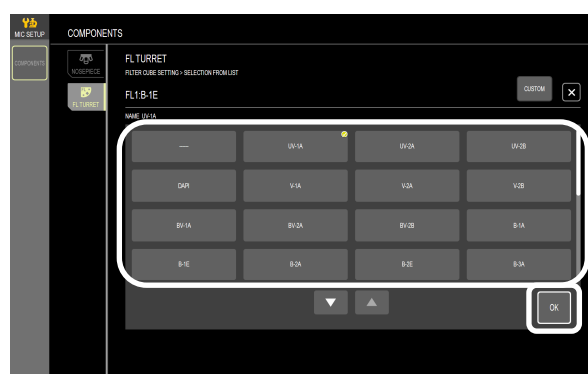 MIC SETUP
COMPONENTS
COMPONENTS
NOSEPIECE
FL TURRET
FL TURRET
FILTER CUBE SETTING > SELECTION FROM LIST
FL1:B-1E
CUSTOM
NAME UV-1A
---- UV-1A UV-2A UV-2B
DAPI V-1A V-2A V-2B
BV-1A BV-2A BV-2B B-1A
B-1E B-2A B-2E B-3A
OK